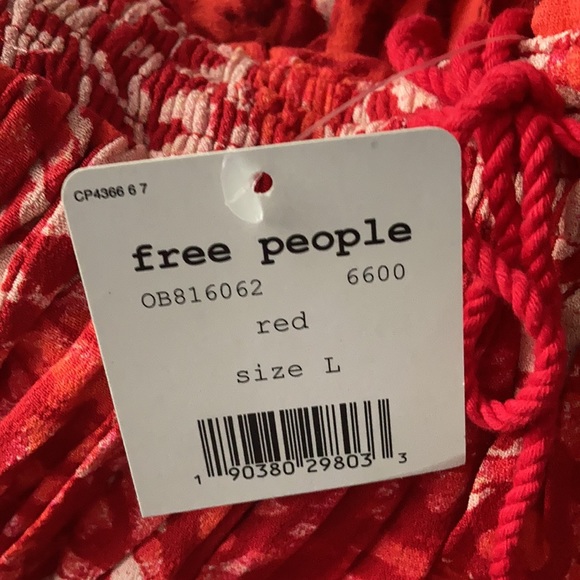 CP4366 6 7
free people
OB816062 6600
red
size L
1 90380 29803 3